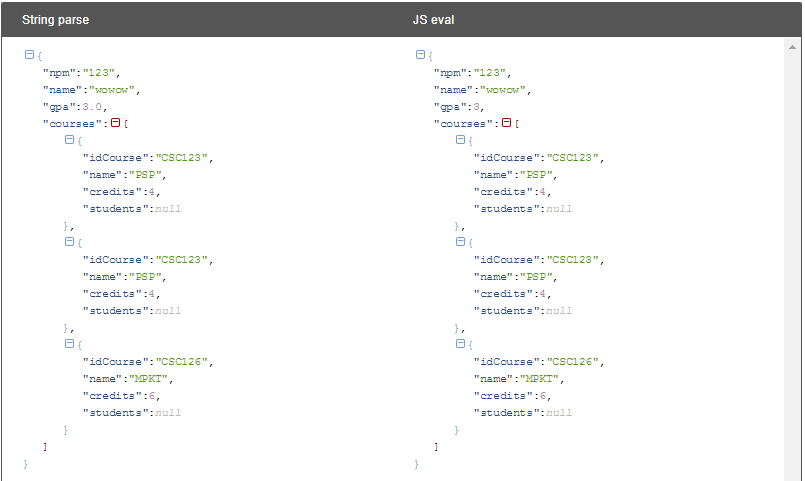 String parse
{
"npm":"123",
"name":"wowow",
"gpa":3.0,
"courses":[
{
"idCourse":"CSC123",
"name":"PSP",
"credits":4,
"students":null
},
{
"idCourse":"CSC123",
"name":"PSP",
"credits":4,
"students":null
},
{
"idCourse":"CSC126",
"name":"MPKT",
"credits":6,
"students":null
}
]
}
JS eval
{
"npm":"123",
"name":"wowow",
"gpa":3,
"courses":[
{
"idCourse":"CSC123",
"name":"PSP",
"credits":4,
"students":null
},
{
"idCourse":"CSC123",
"name":"PSP",
"credits":4,
"students":null
},
{
"idCourse":"CSC126",
"name":"MPKT",
"credits":6,
"students":null
}
]
}